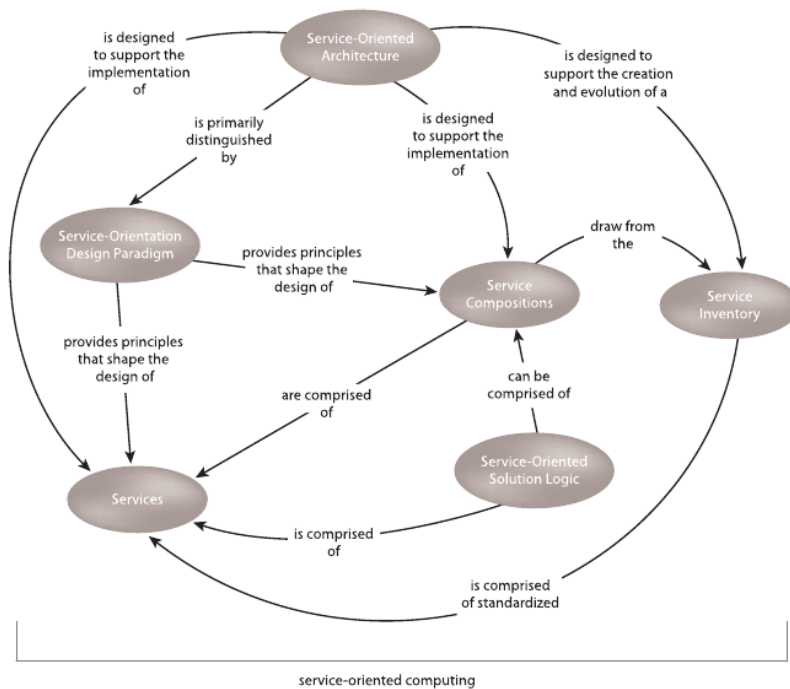 is designed
to support the
implementation
of
Service-Oriented
Architecture
is designed to
support the creation
and evolution of a
is primarily
distinguished
by
is designed
to support the
implementation
of
Service-Orientation
Design Paradigm
provides principles
that shape the
design of
draw from
the
Service
Compositions
Service
Inventory
provides principles
that shape the
design of
are comprised
of
can be
comprised of
Service-Oriented
Solution Logic
Services
is comprised
of
is comprised
of standardized
service-oriented computing